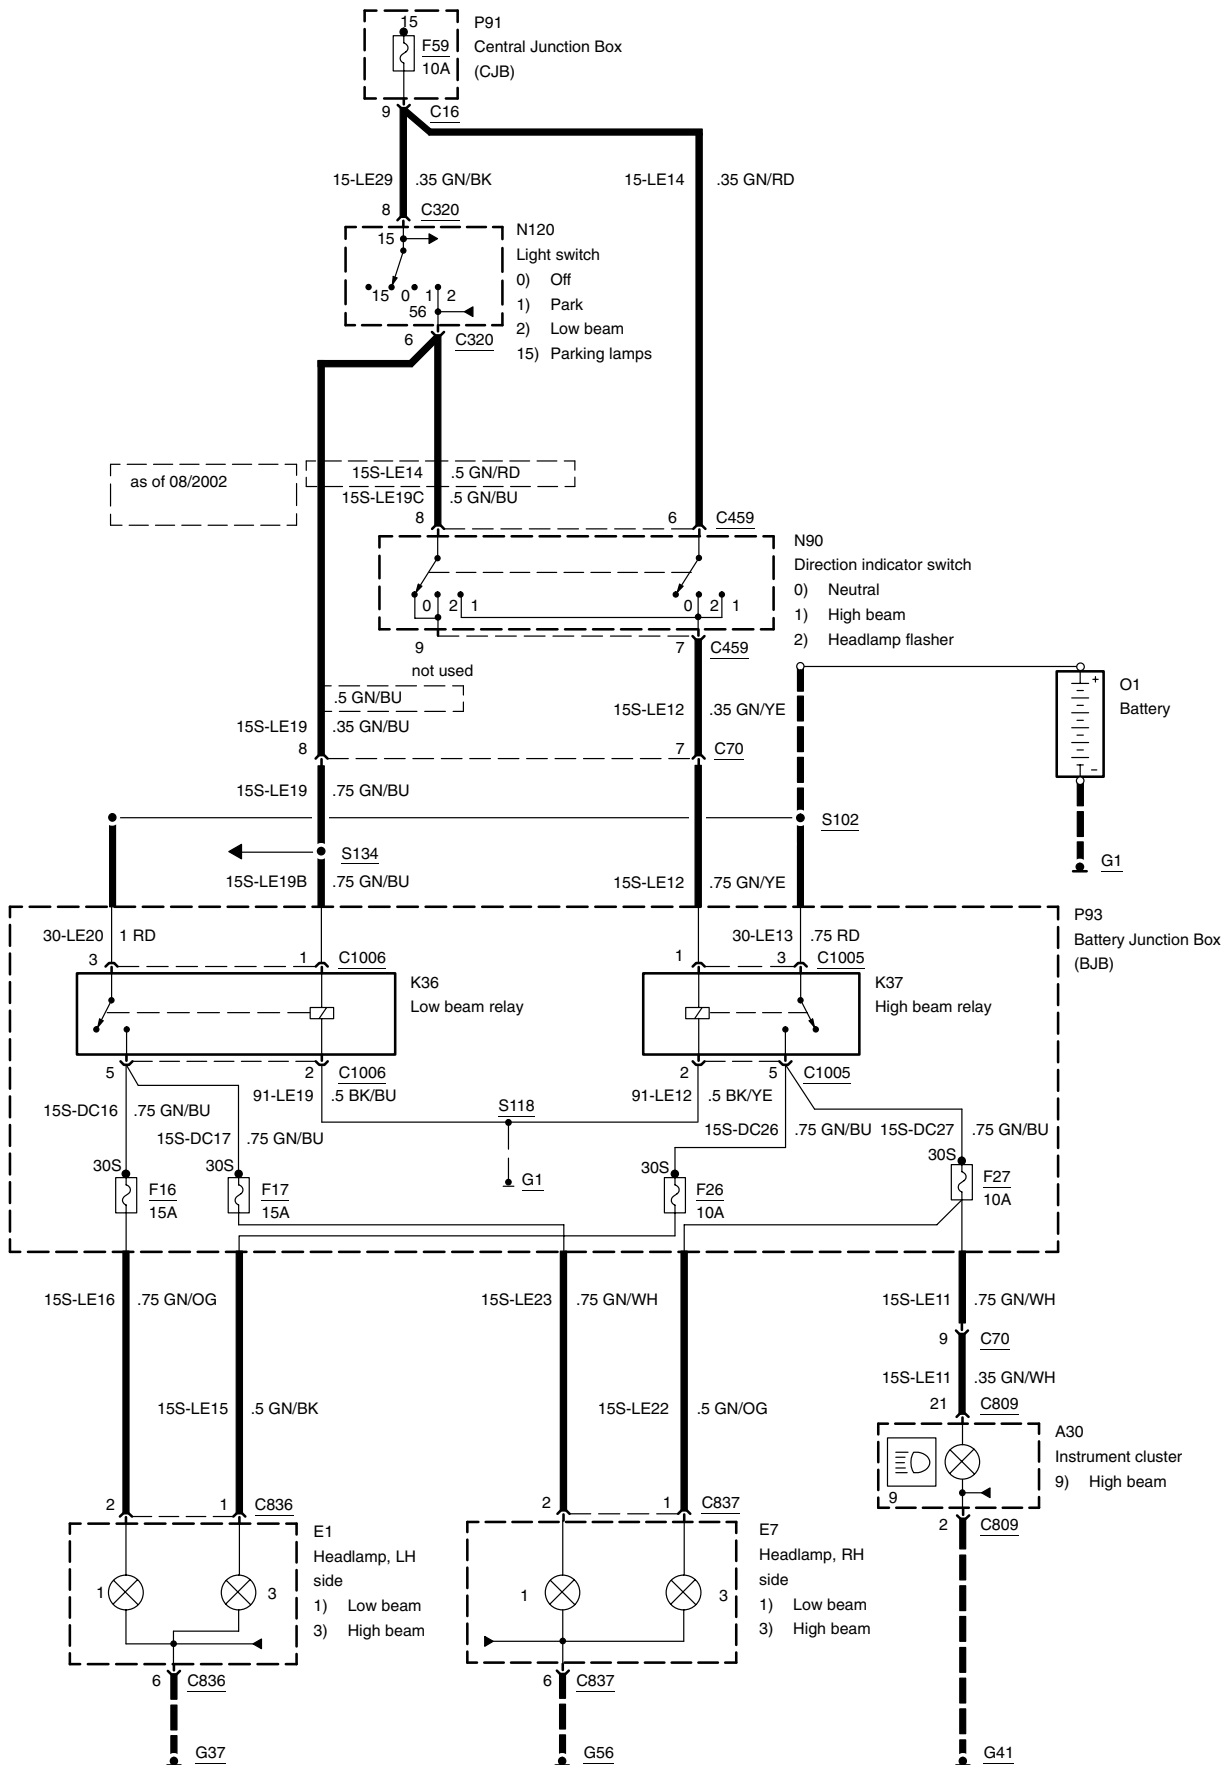 15
P91
F59
Central Junction Box
10A
(CJB)
9
C16
15-LE29
.35 GN/BK
15-LE14
.35 GN/RD
8
C320
N120
15
Light switch
0) Off
15 0 1 2
1) Park
56
2) Low beam
6
C320
15) Parking lamps
as of 08/2002
15S-LE14
.5 GN/RD
15S-LE19C
.5 GN/BU
8
6
C459
N90
Direction indicator switch
0) Neutral
0 2 1
0 2 1
1) High beam
2) Headlamp flasher
9
7
C459
not used
O1
Battery
+
−
.5 GN/BU
15S-LE19
.35 GN/BU
15S-LE12
.35 GN/YE
8
7
C70
15S-LE19
.75 GN/BU
S102
S134
G1
15S-LE19B
.75 GN/BU
15S-LE12
.75 GN/YE
P93
Battery Junction Box
(BJB)
30-LE20
1 RD
30-LE13
.75 RD
3
1
C1006
1
3
C1005
K36
Low beam relay
K37
High beam relay
5
2
C1006
2
5
C1005
91-LE19
.5 BK/BU
91-LE12
.5 BK/YE
15S-DC16
.75 GN/BU
S118
15S-DC17
.75 GN/BU
15S-DC26
.75 GN/BU
15S-DC27
.75 GN/BU
30S
30S
30S
30S
G1
F16
15A
F17
15A
F26
10A
F27
10A
15S-LE16
.75 GN/OG
15S-LE23
.75 GN/WH
15S-LE11
.75 GN/WH
9
C70
15S-LE11
.35 GN/WH
15S-LE15
.5 GN/BK
15S-LE22
.5 GN/OG
21
C809
A30
Instrument cluster
9) High beam
9
2
1
C836
2
1
C837
2
C809
E1
Headlamp, LH
side
1) Low beam
3) High beam
1
3
E7
Headlamp, RH
side
1) Low beam
3) High beam
1
3
6
C836
6
C837
G37
G56
G41